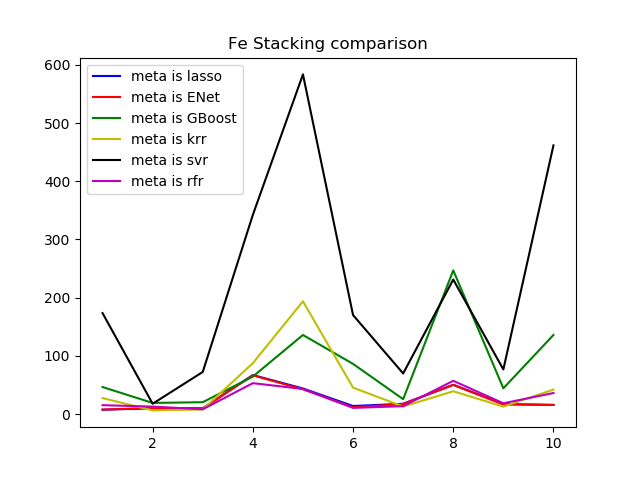 Fe Stacking comparison
600
500
400
300
200
100
0
meta is lasso
meta is ENet
meta is GBoost
meta is krr
meta is svr
meta is rfr
2 4 6 8 10